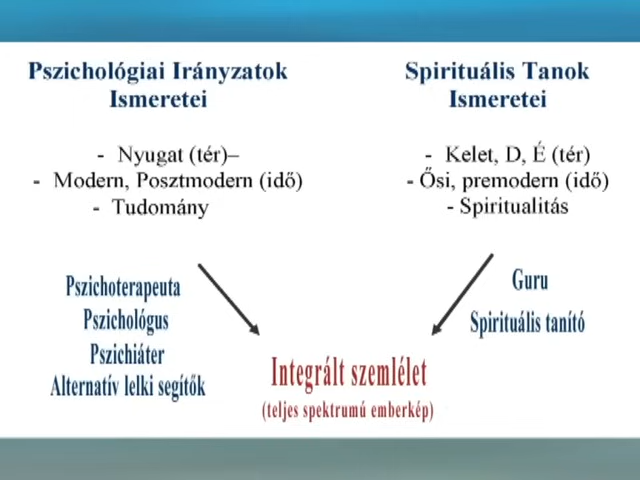 Pszichológiai Irányzatok
Ismeretei
- Nyugat (tér)–
- Modern, Posztmodern (idő)
- Tudomány
Pszichoterapeuta
Pszichológus
Pszichiáter
Alternatív lelki segítők
Spirituális Tanok
Ismeretei
- Kelet, D, É (tér)
- Ősi, premodern (idő)
- Spiritualitás
Guru
Spirituális tanító
Integrált szemlélet
(teljes spektrumú emberkép)